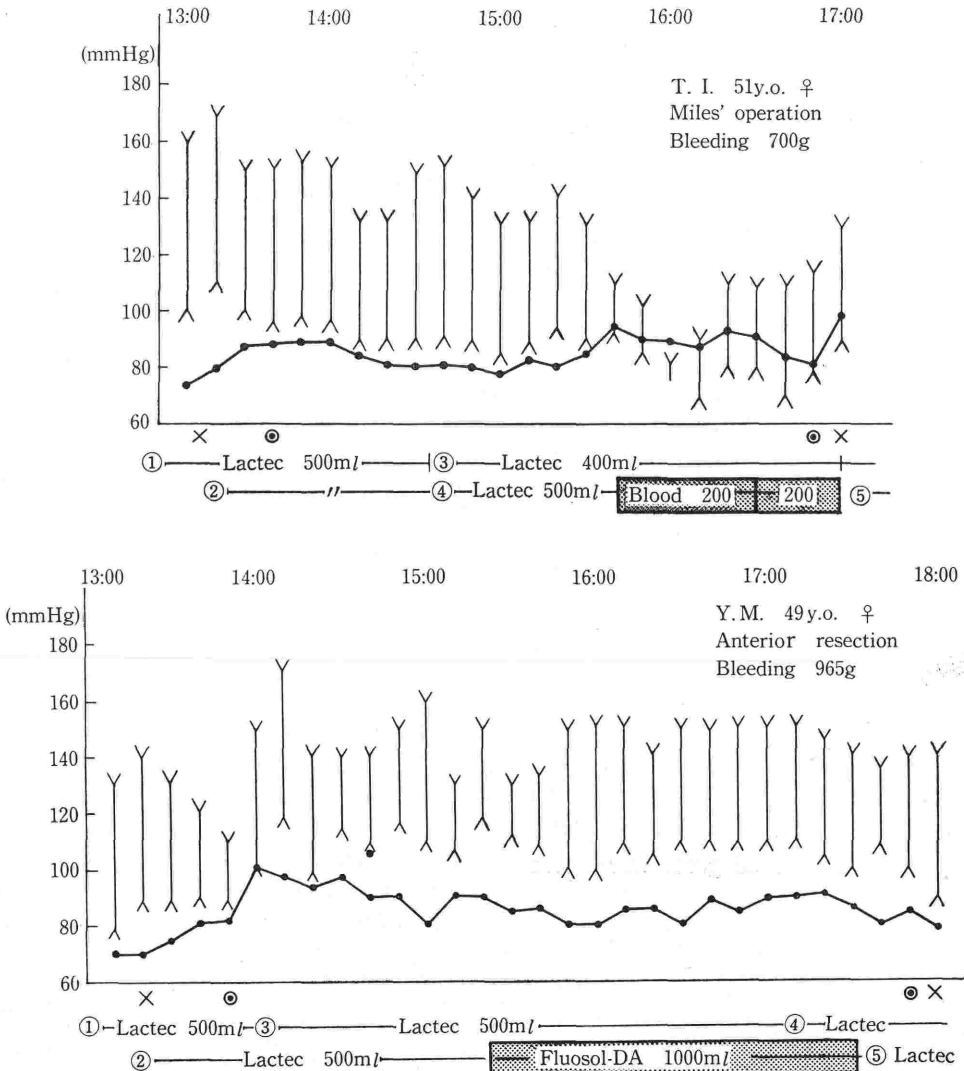 13:00 14:00 15:00 16:00 17:00
(mmHg)
180
T. I. 51y.o. ♀
Miles' operation
160
Bleeding 700g
140
120
100
80
60
× ⦿ ⦿ ×
① Lactec 500ml ③ Lactec 400ml
② 〃 ④ Lactec 500ml Blood 200 200 ⑤
13:00 14:00 15:00 16:00 17:00 18:00
(mmHg)
Y.M. 49y.o. ♀
180
Anterior resection
160
Bleeding 965g
140
120
100
80
60
× ⦿ ⦿ ×
① Lactec 500ml ③ Lactec 500ml ④ Lactec
② Lactec 500ml Fluosol-DA 1000ml ⑤ Lactec